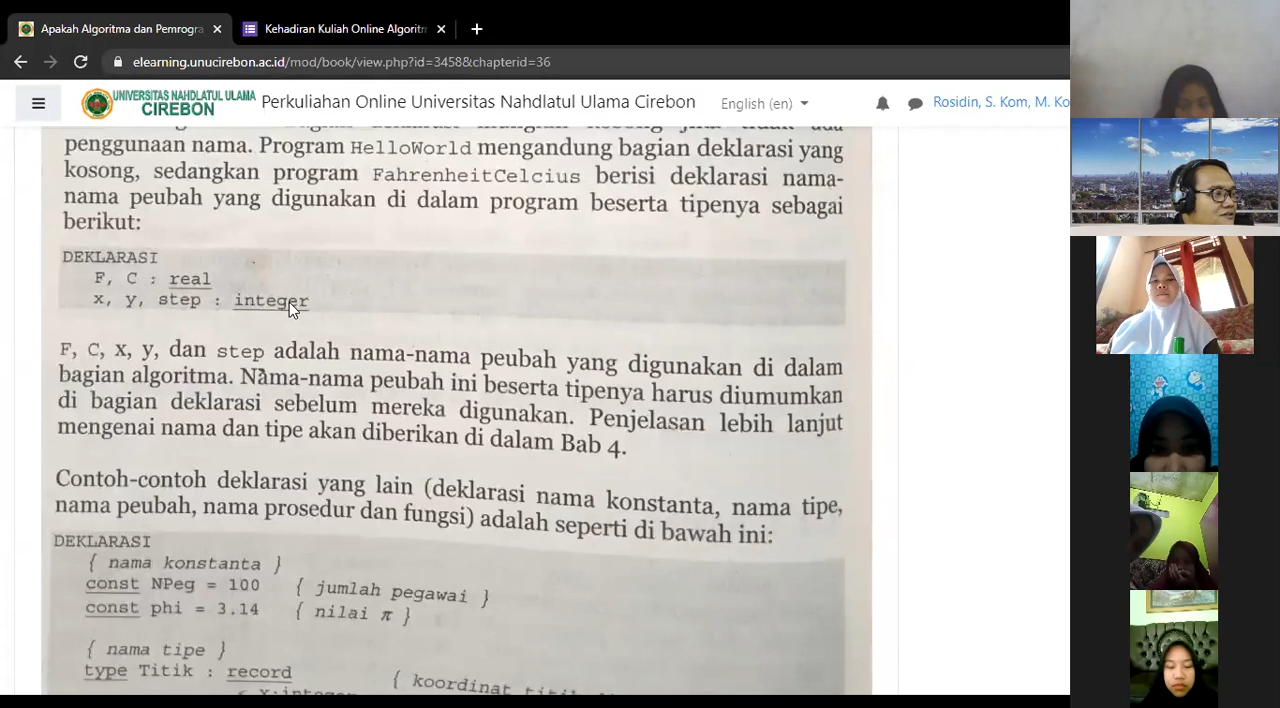 Apakah Algoritma dan Pemrogra
Kehadiran Kuliah Online Algoritm
elearning.unucirebon.ac.id/mod/book/view.php?id=3458&chapterid=36
UNIVERSITAS NAHDLATUL ULAMA
CIREBON
Perkuliahan Online Universitas Nahdlatul Ulama Cirebon
English (en)
Rosidin, S. Kom, M. Ko
penggunaan nama. Program HelloWorld mengandung bagian deklarasi yang
kosong, sedangkan program FahrenheitCelcius berisi deklarasi nama-
nama peubah yang digunakan di dalam program beserta tipenya sebagai
berikut:
DEKLARASI
F, C : real
x, y, step : integer
F, C, x, y, dan step adalah nama-nama peubah yang digunakan di dalam
bagian algoritma. Nama-nama peubah ini beserta tipenya harus diumumkan
di bagian deklarasi sebelum mereka digunakan. Penjelasan lebih lanjut
mengenai nama dan tipe akan diberikan di dalam Bab 4.
Contoh-contoh deklarasi yang lain (deklarasi nama konstanta, nama tipe,
nama peubah, nama prosedur dan fungsi) adalah seperti di bawah ini:
DEKLARASI
{ nama konstanta }
const NPeg = 100 { jumlah pegawai }
const phi = 3.14 { nilai π }
{ nama tipe }
type Titik : record { koordinat